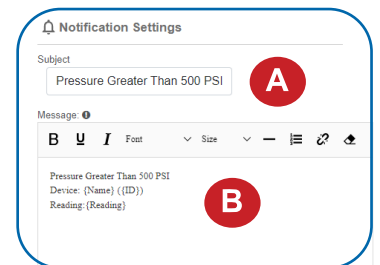 Notification Settings
Subject
Pressure Greater Than 500 PSI
A
Message:
B U I Font Size
Pressure Greater Than 500 PSI
Device: {Name} ({ID})
Reading: {Reading}
B